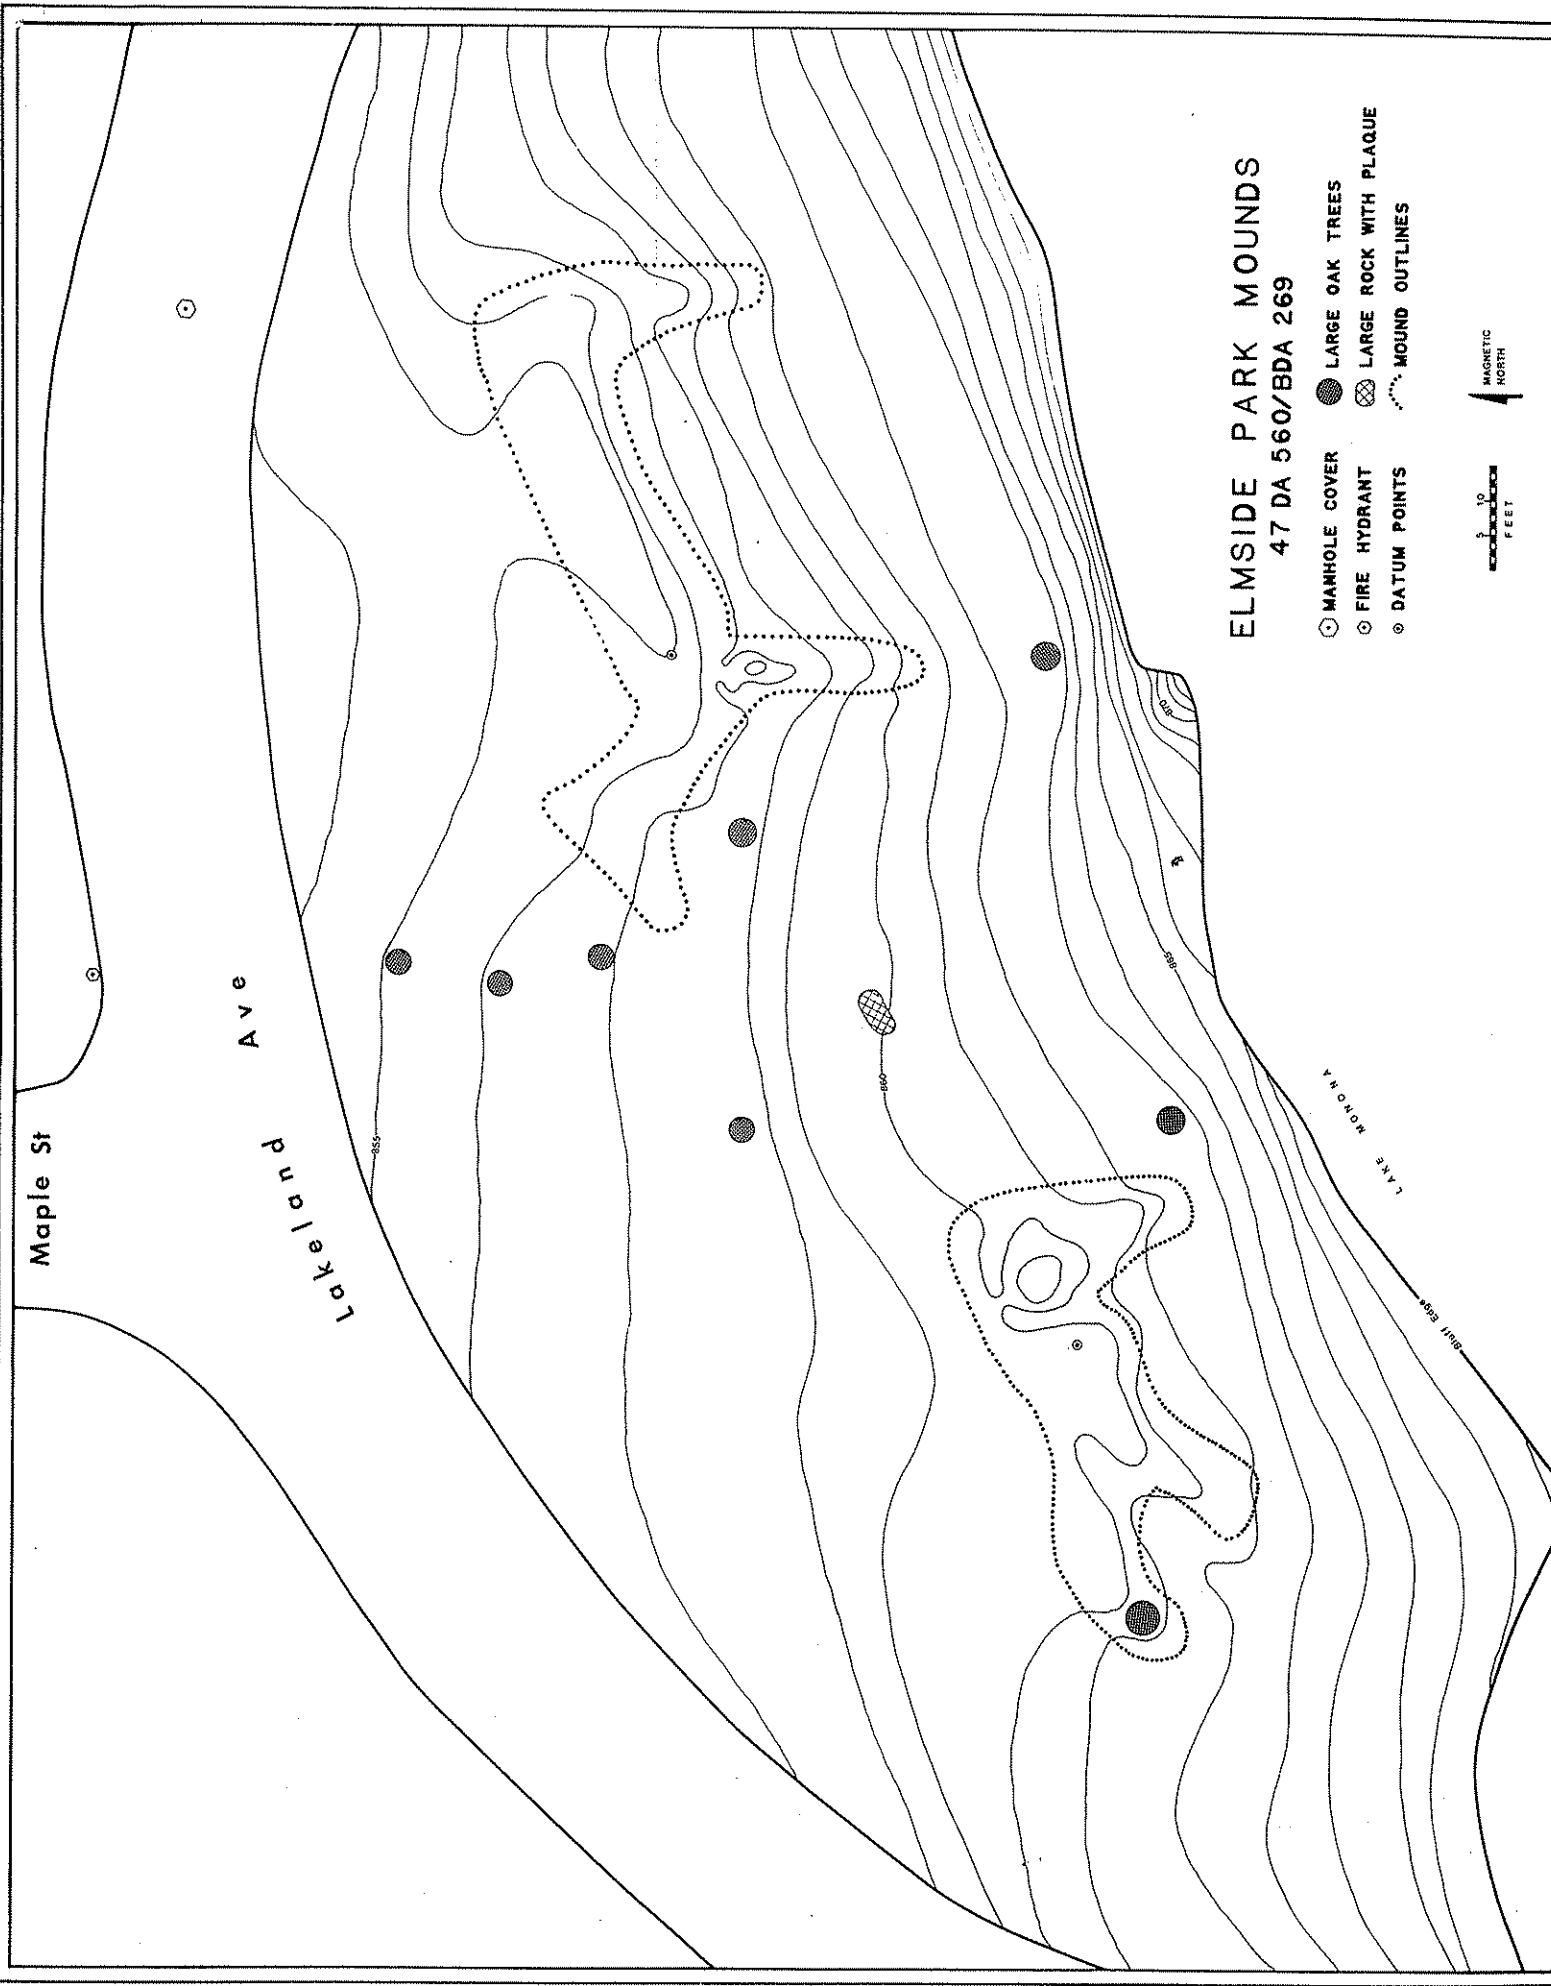 Maple St
Lakeland Ave
855
860
865
870
Bluff Edge
LAKE MONONA
ELMSIDE PARK MOUNDS
47 DA 560/BDA 269
MANHOLE COVER
LARGE OAK TREES
FIRE HYDRANT
LARGE ROCK WITH PLAQUE
DATUM POINTS
MOUND OUTLINES
5 10
FEET
MAGNETIC
NORTH